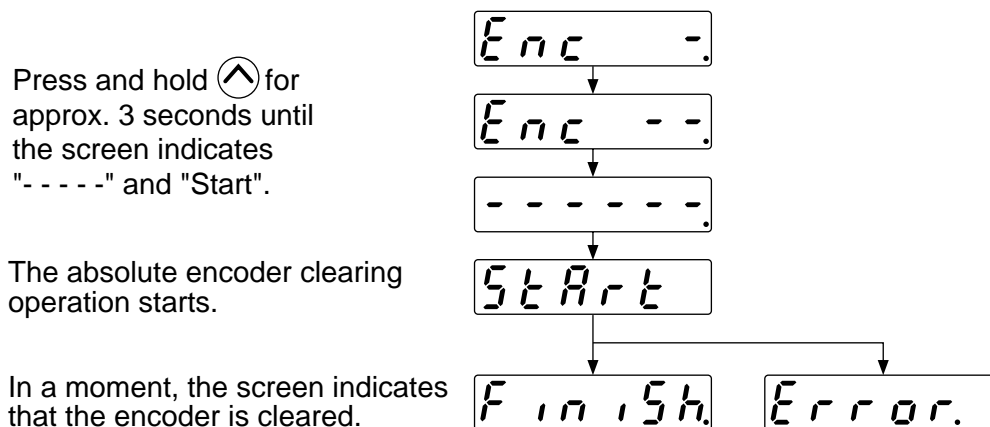 Enc -.
Press and hold for
approx. 3 seconds until
the screen indicates
"- - - - -" and "Start".
Enc - -.
- - - - - -.
The absolute encoder clearing
operation starts.
StArt
In a moment, the screen indicates
that the encoder is cleared.
FiniSh.
Error.